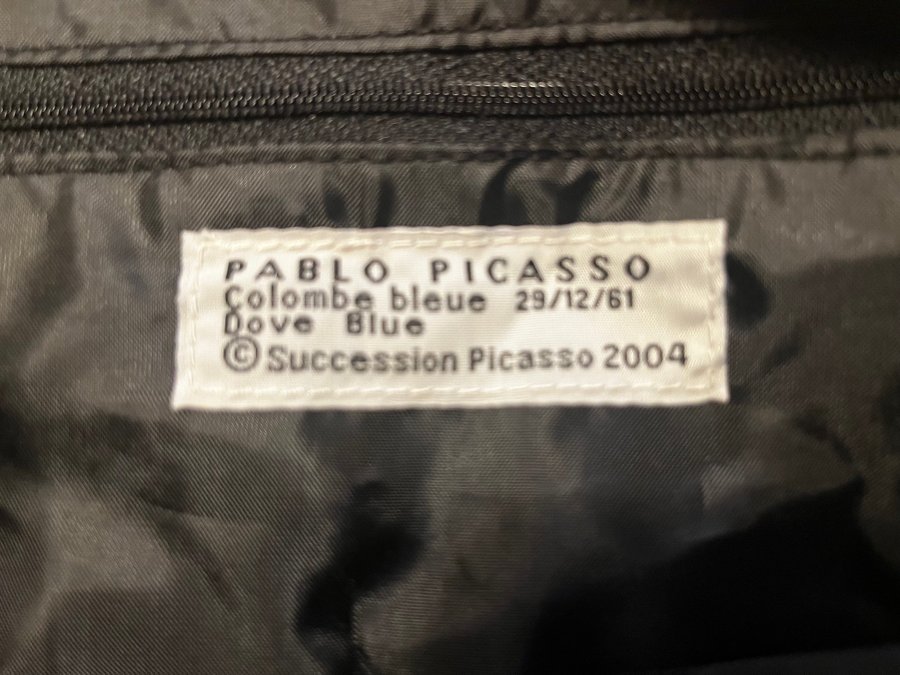 PABLO PICASSO
Colombe bleue 29/12/61
Dove Blue
© Succession Picasso 2004